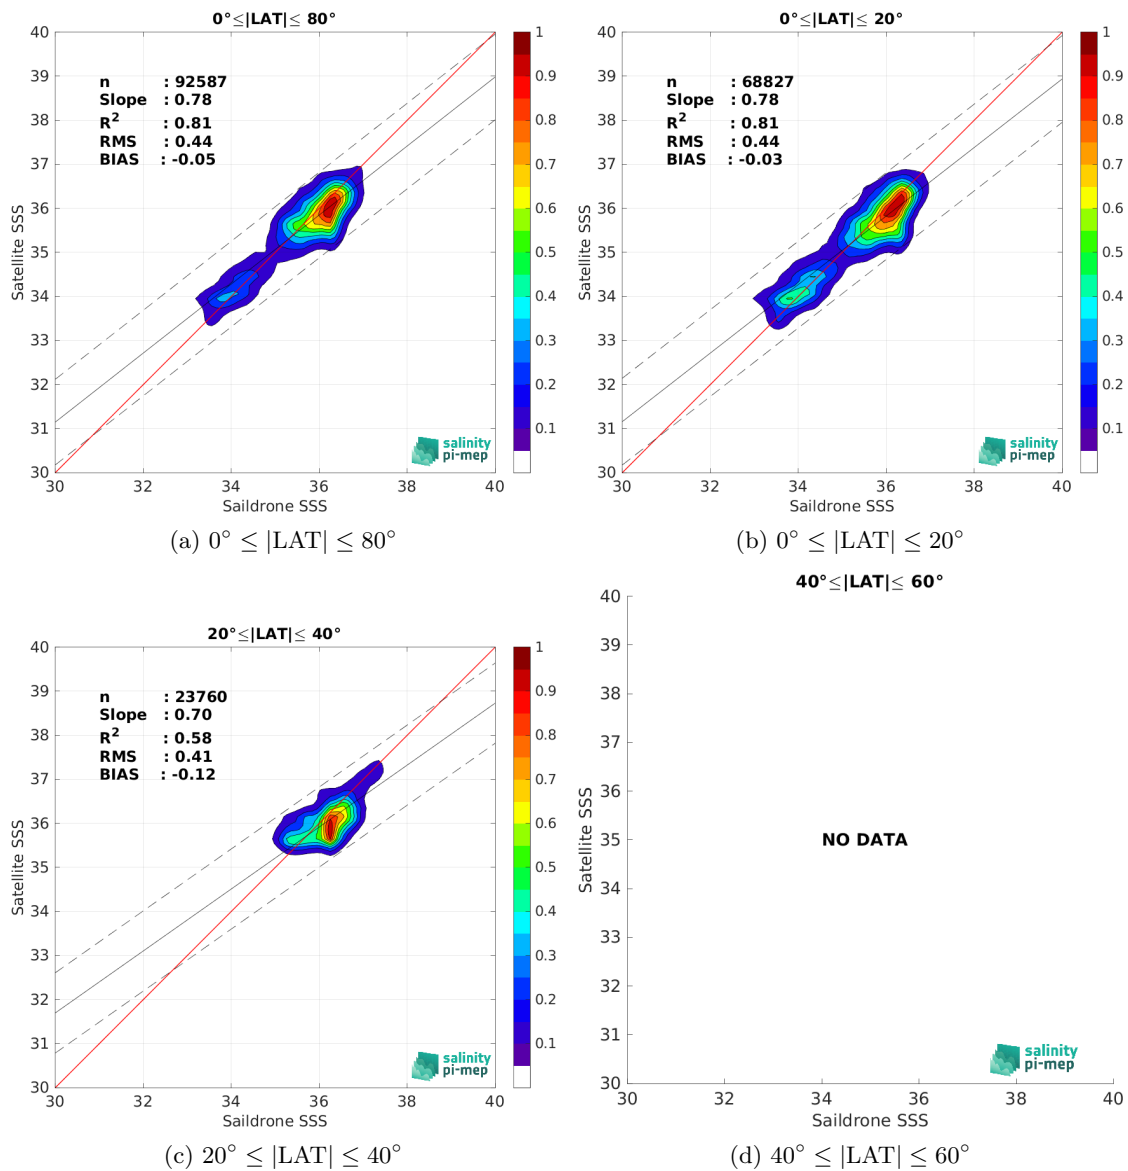 0°≤|LAT|≤ 80°
40
39
38
37
36
35
34
33
32
31
30
Satellite SSS
n : 92587
Slope : 0.78
R² : 0.81
RMS : 0.44
BIAS : -0.05
salinity
pi-mep
30 32 34 36 38 40
Saildrone SSS
1
0.9
0.8
0.7
0.6
0.5
0.4
0.3
0.2
0.1
(a) 0° ≤ |LAT| ≤ 80°
0°≤|LAT|≤ 20°
40
39
38
37
36
35
34
33
32
31
30
Satellite SSS
n : 68827
Slope : 0.78
R² : 0.81
RMS : 0.44
BIAS : -0.03
salinity
pi-mep
30 32 34 36 38 40
Saildrone SSS
1
0.9
0.8
0.7
0.6
0.5
0.4
0.3
0.2
0.1
(b) 0° ≤ |LAT| ≤ 20°
20°≤|LAT|≤ 40°
40
39
38
37
36
35
34
33
32
31
30
Satellite SSS
n : 23760
Slope : 0.70
R² : 0.58
RMS : 0.41
BIAS : -0.12
salinity
pi-mep
30 32 34 36 38 40
Saildrone SSS
1
0.9
0.8
0.7
0.6
0.5
0.4
0.3
0.2
0.1
(c) 20° ≤ |LAT| ≤ 40°
40°≤|LAT|≤ 60°
40
39
38
37
36
35
34
33
32
31
30
Satellite SSS
NO DATA
salinity
pi-mep
30 32 34 36 38 40
Saildrone SSS
(d) 40° ≤ |LAT| ≤ 60°